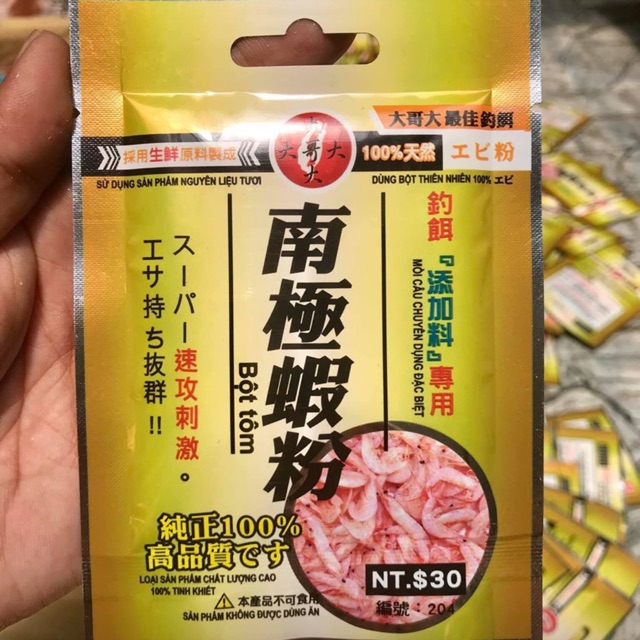 大哥大 最佳釣餌
採用生鮮原料製成
大哥大
大
100%天然 エビ粉
SỬ DỤNG SẢN PHẨM NGUYÊN LIỆU TƯƠI
DÙNG BỘT THIÊN NHIÊN 100% エビ
釣餌『添加料』專用
MỒI CÂU CHUYÊN DỤNG ĐẶC BIỆT
南極蝦粉
Bột tôm
スーパー速攻刺激。
エサ持ち抜群!!
純正100%
高品質です
LOẠI SẢN PHẨM CHẤT LƯỢNG CAO
100% TINH KHIẾT
本產品不可食用
SẢN PHẨM KHÔNG ĐƯỢC DÙNG ĂN
NT.$30
編號:204